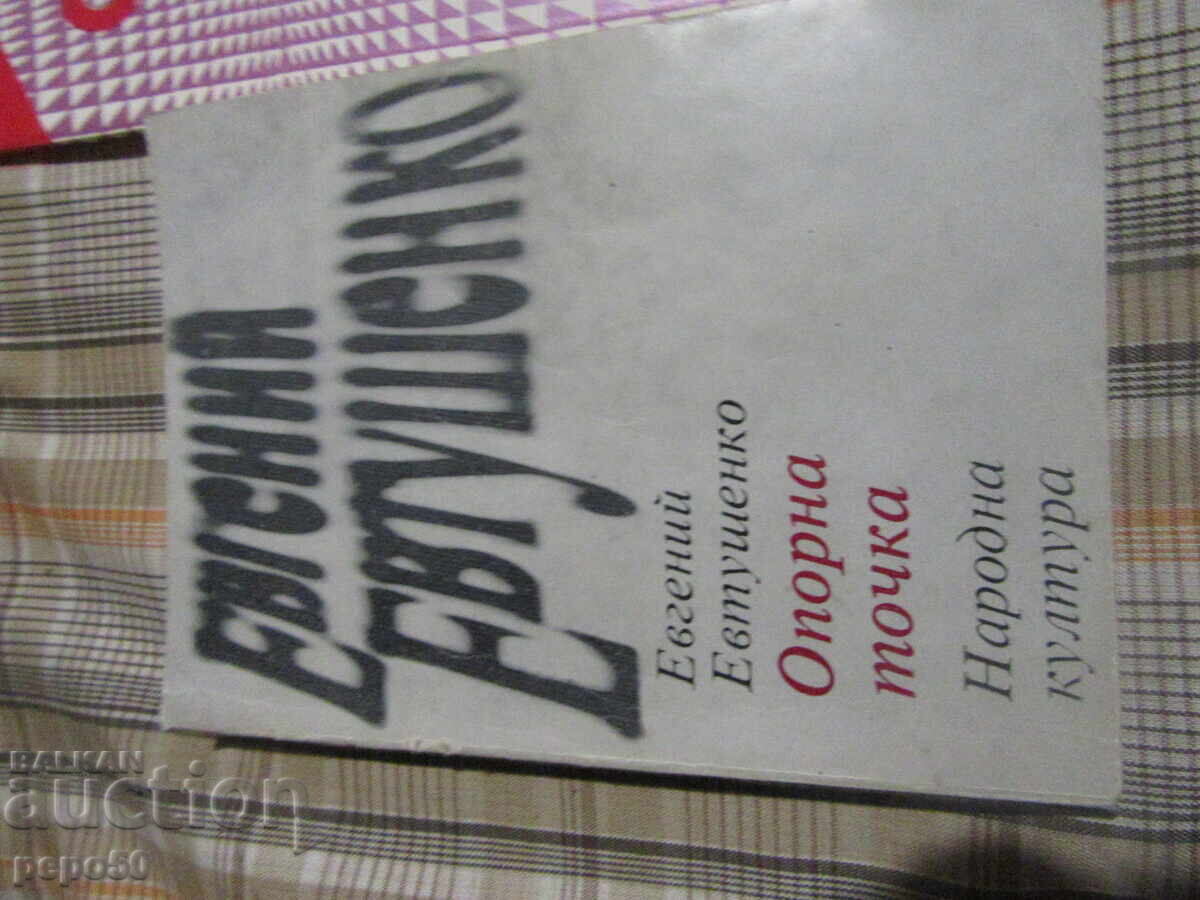 ЕВГЕНИЙ
ЕВТУШЕНКО
Евгений
Евтушенко
Опорна
точка
Народна
култура
BALKAN
auction
pepo50